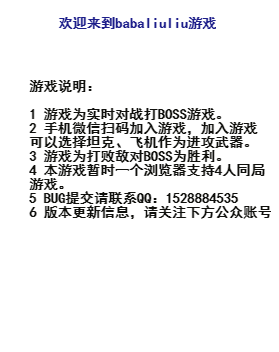 欢迎来到babaliuliu游戏
游戏说明：
1 游戏为实时对战打BOSS游戏。
2 手机微信扫码加入游戏，加入游戏
可以选择坦克、飞机作为进攻武器。
3 游戏为打败敌对BOSS为胜利。
4 本游戏暂时一个浏览器支持4人同局
游戏。
5 BUG提交请联系QQ：1528884535
6 版本更新信息，请关注下方公众账号